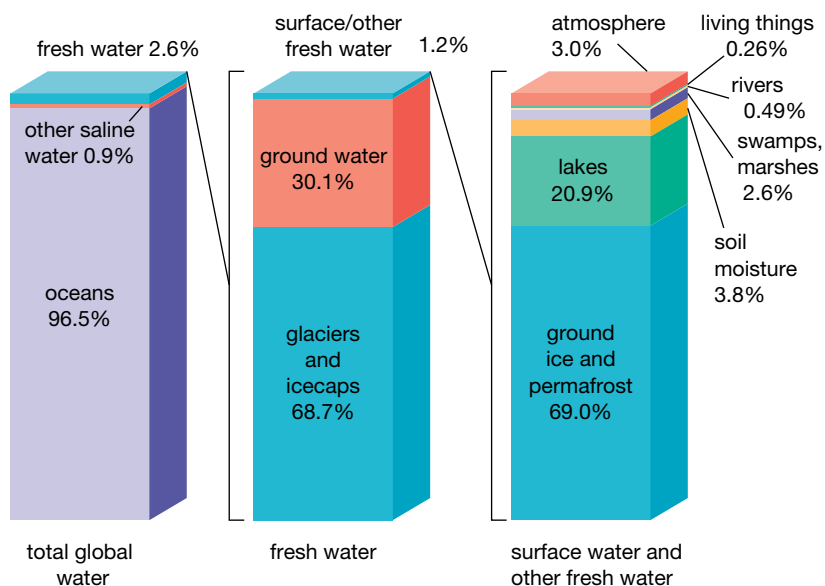 fresh water 2.6%
other saline
water 0.9%
oceans
96.5%
total global
water
surface/other
fresh water
1.2%
ground water
30.1%
glaciers
and
icecaps
68.7%
fresh water
atmosphere
3.0%
living things
0.26%
rivers
0.49%
swamps,
marshes
2.6%
soil
moisture
3.8%
lakes
20.9%
ground
ice and
permafrost
69.0%
surface water and
other fresh water